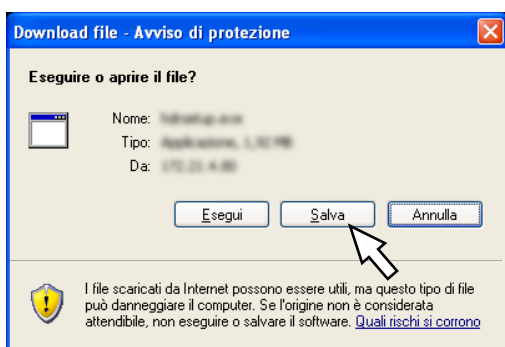 Download file - Avviso di protezione
Eseguire o aprire il file?
Nome:
Tipo:
Da:
Esegui Salva Annulla
I file scaricati da Internet possono essere utili, ma questo tipo di file
può danneggiare il computer. Se l'origine non è considerata
attendibile, non eseguire o salvare il software. Quali rischi si corrono